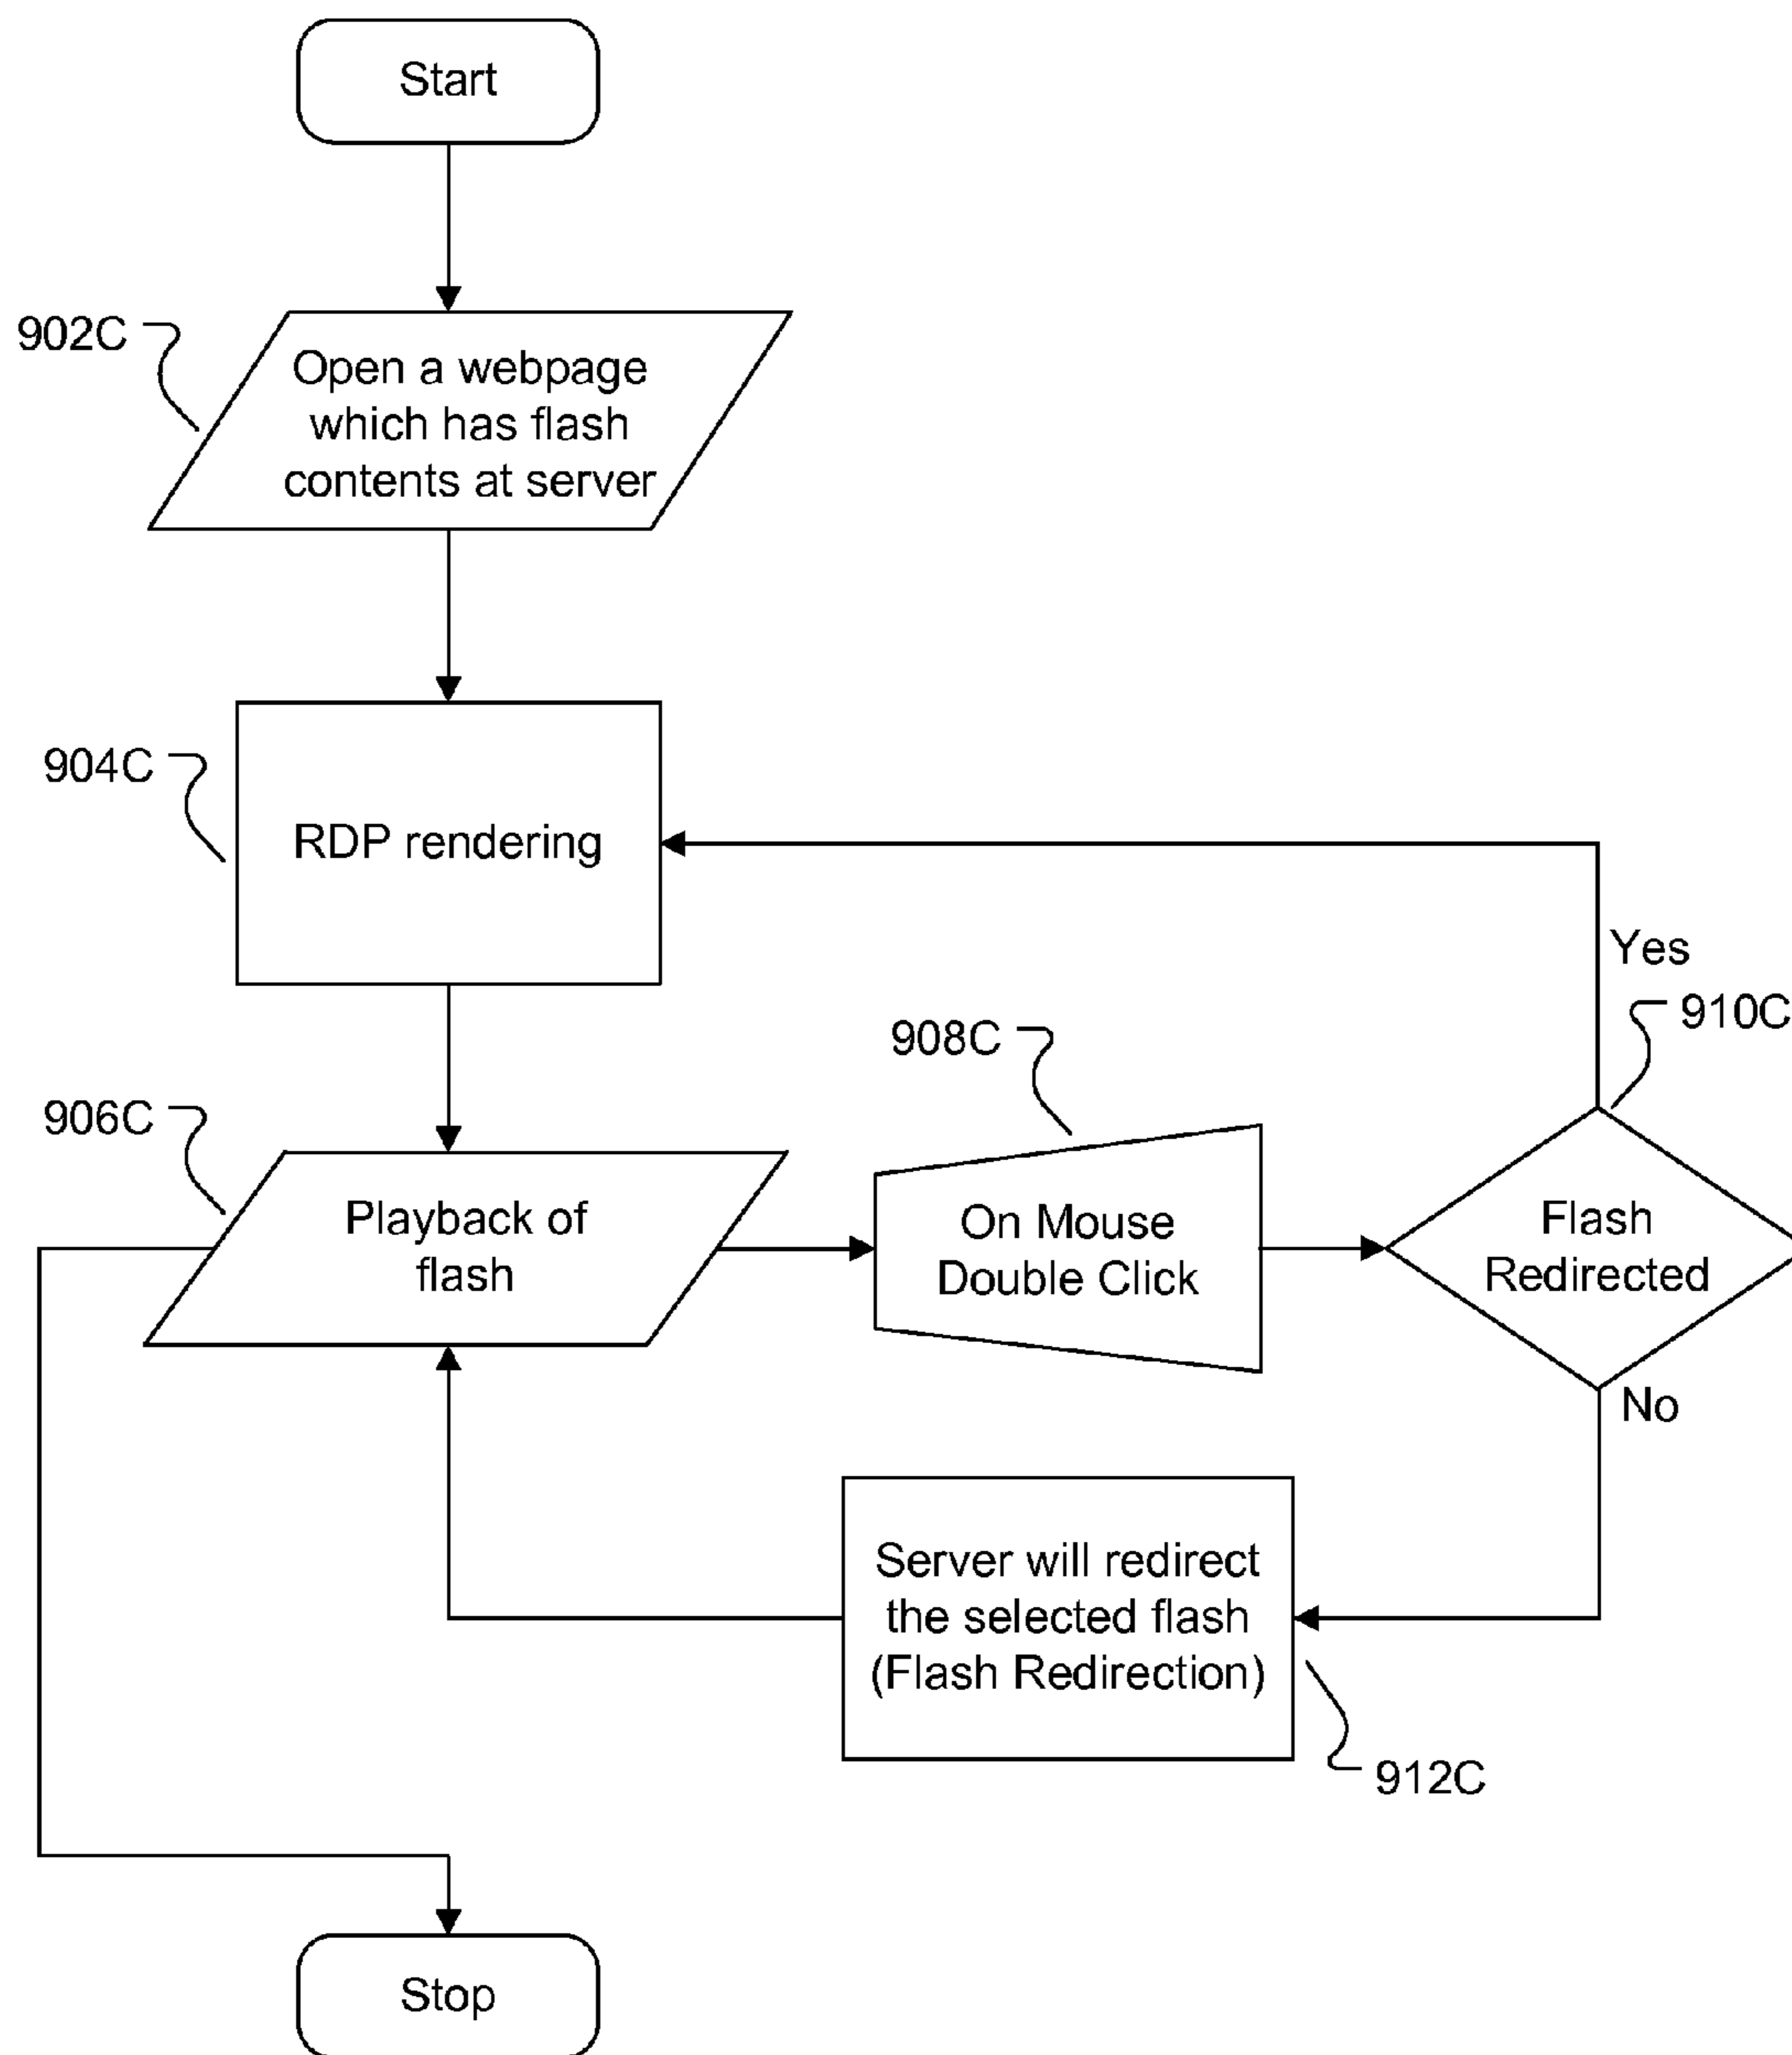 Start
902C
Open a webpage
which has flash
contents at server
904C
RDP rendering
Yes
910C
908C
906C
Playback of
flash
On Mouse
Double Click
Flash
Redirected
No
Server will redirect
the selected flash
(Flash Redirection)
912C
Stop